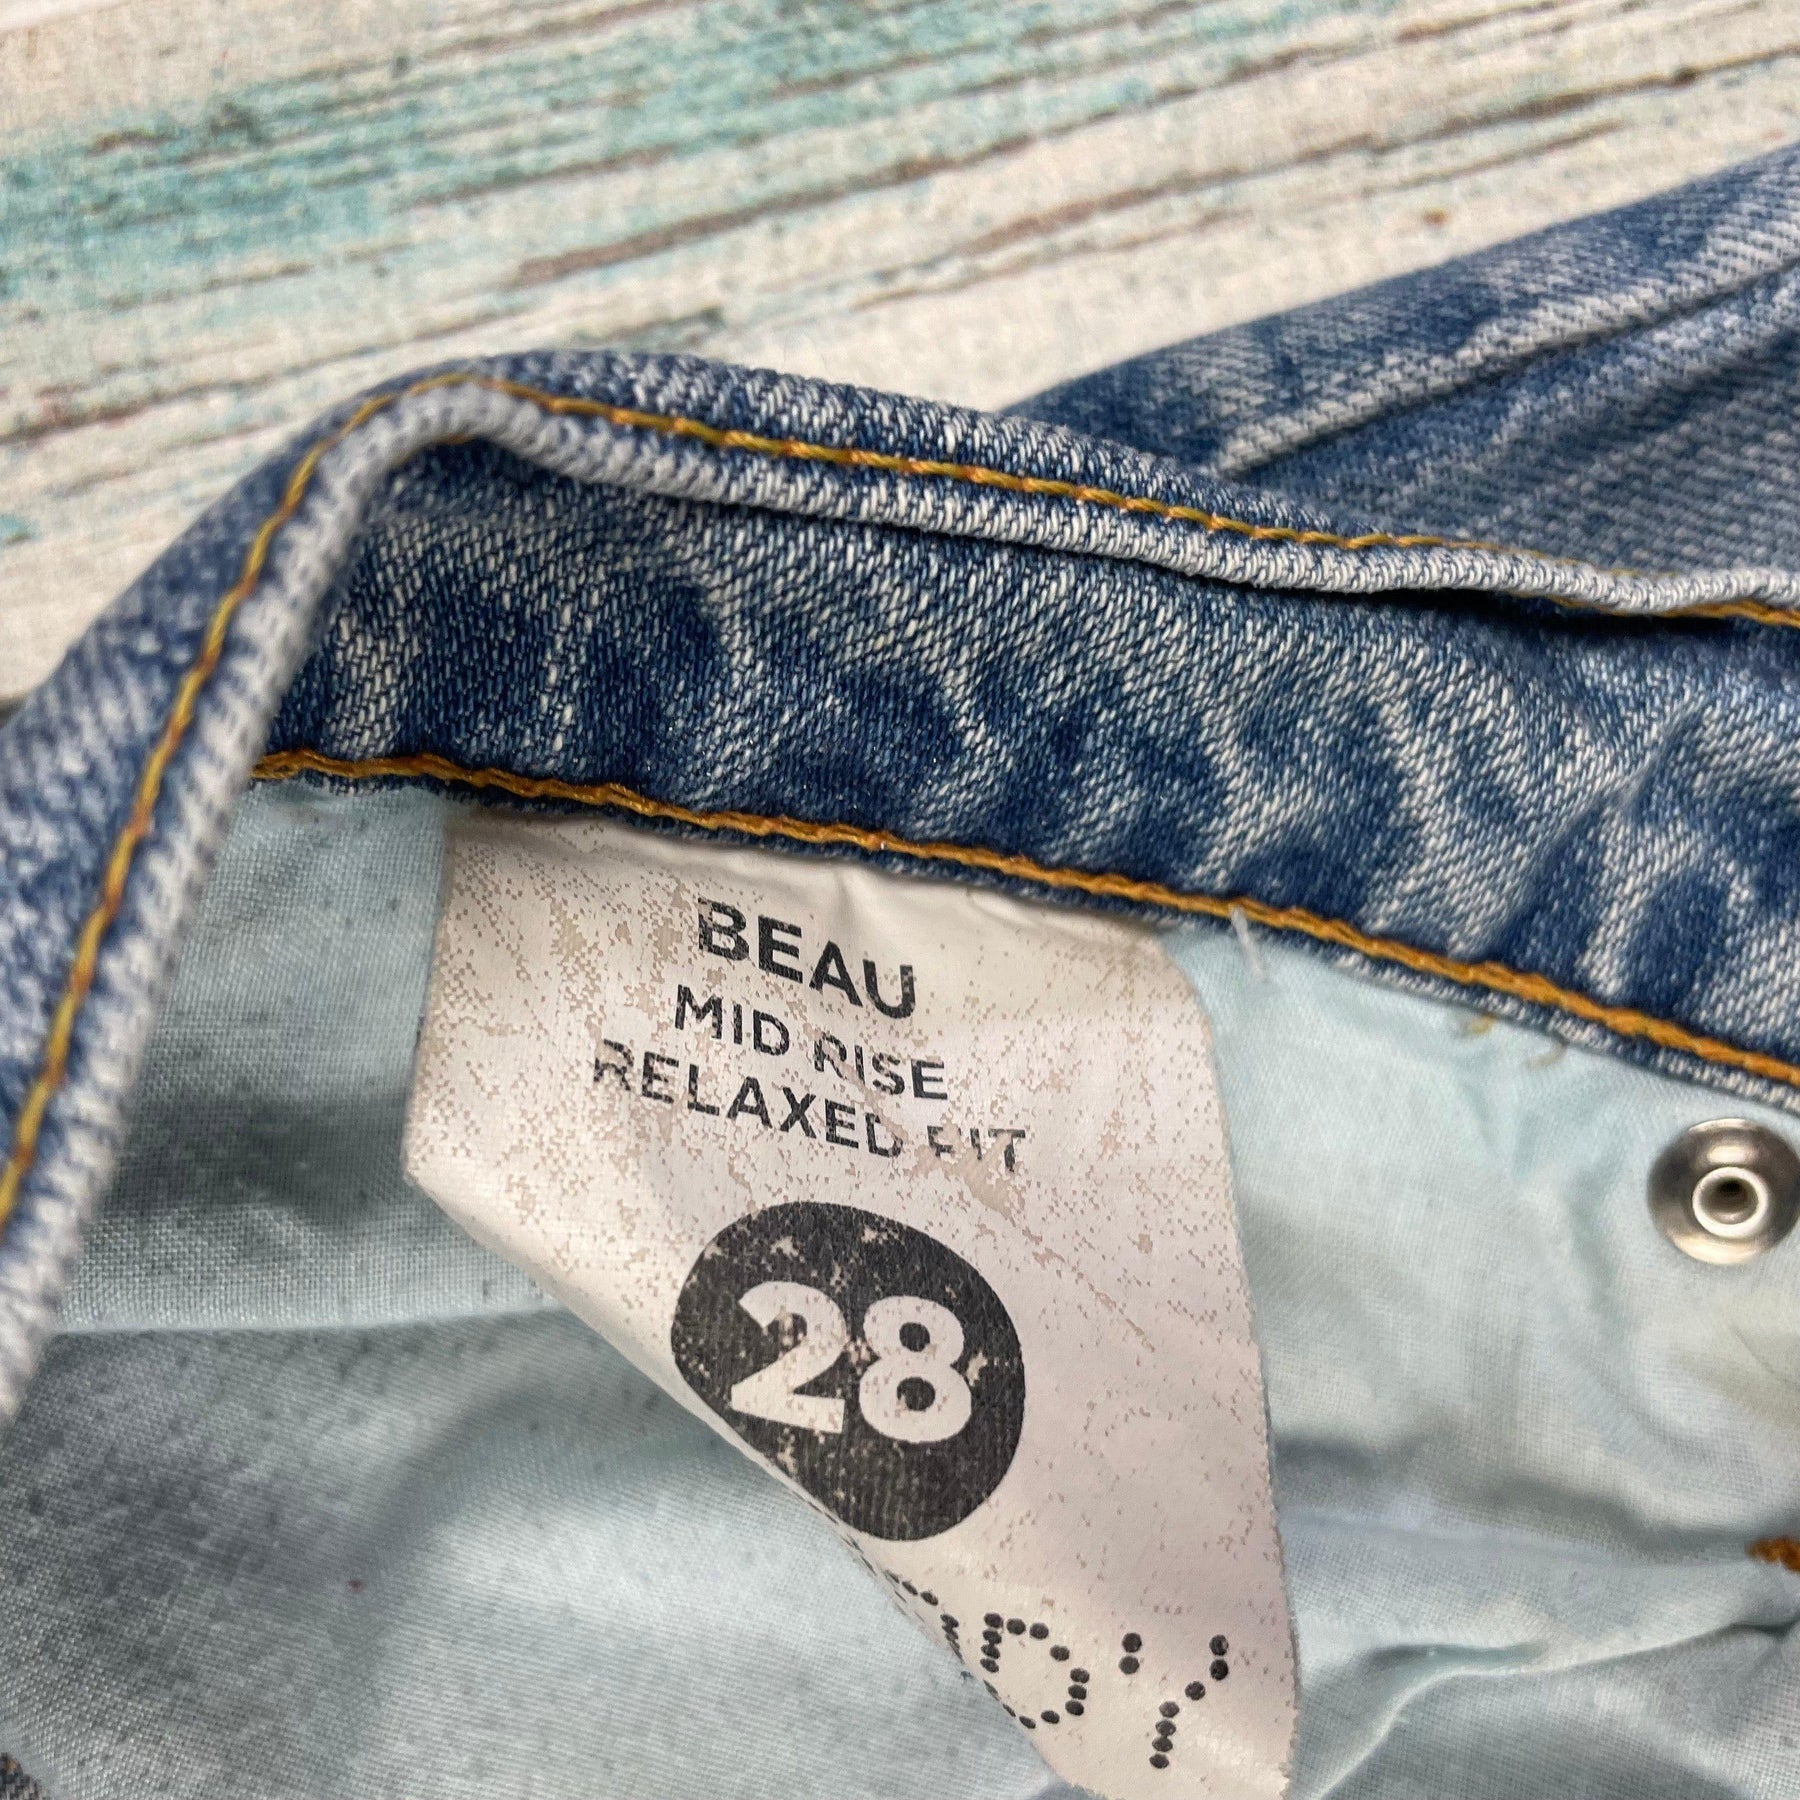 BEAU
MID RISE
RELAXED FIT
28